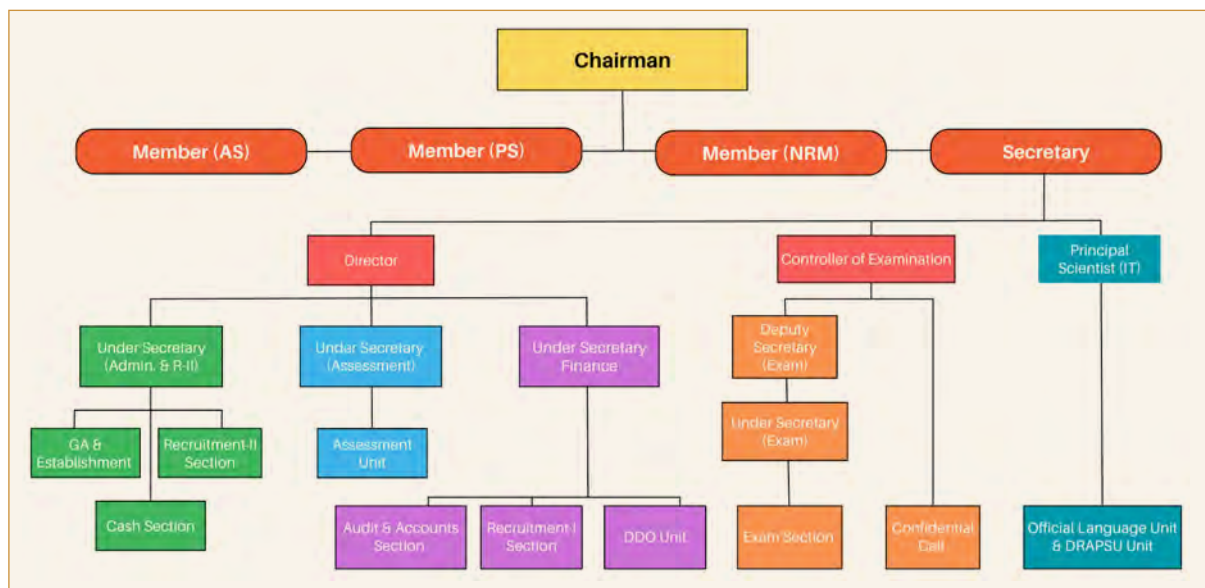 Chairman
Member (AS)
Member (PS)
Member (NRM)
Secretary
Director
Controller of Examination
Principal
Scientist (IT)
Under Secretary
(Admin. & R-II)
Under Secretary
(Assessment)
Under Secretary
Finance
Deputy
Secretary
(Exam)
Under Secretary
(Exam)
GA &
Establishment
Recruitment-II
Section
Assessment
Unit
Cash Section
Audit & Accounts
Section
Recruitment-I
Section
DDO Unit
Exam Section
Confidential
Cell
Official Language Unit
& DRAPSU Unit